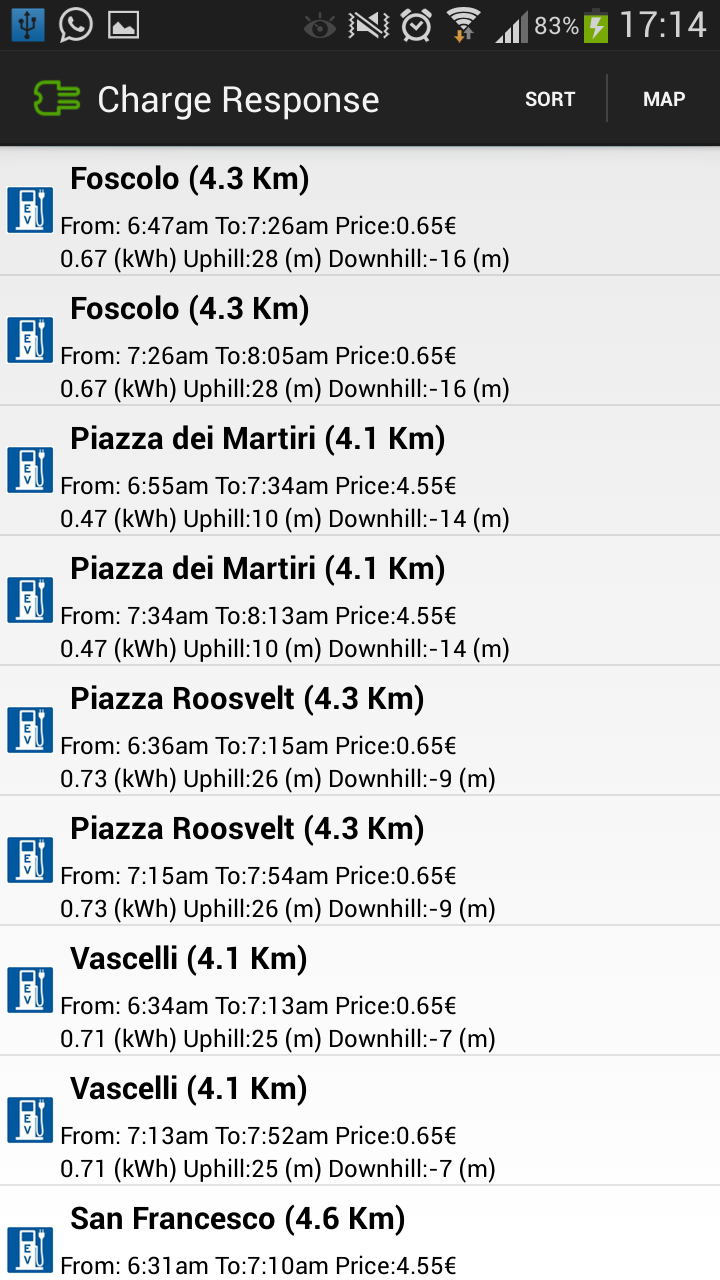 83% 17:14
Charge Response SORT MAP
Foscolo (4.3 Km)
From: 6:47am To:7:26am Price:0.65€
0.67 (kWh) Uphill:28 (m) Downhill:-16 (m)
Foscolo (4.3 Km)
From: 7:26am To:8:05am Price:0.65€
0.67 (kWh) Uphill:28 (m) Downhill:-16 (m)
Piazza dei Martiri (4.1 Km)
From: 6:55am To:7:34am Price:4.55€
0.47 (kWh) Uphill:10 (m) Downhill:-14 (m)
Piazza dei Martiri (4.1 Km)
From: 7:34am To:8:13am Price:4.55€
0.47 (kWh) Uphill:10 (m) Downhill:-14 (m)
Piazza Roosvelt (4.3 Km)
From: 6:36am To:7:15am Price:0.65€
0.73 (kWh) Uphill:26 (m) Downhill:-9 (m)
Piazza Roosvelt (4.3 Km)
From: 7:15am To:7:54am Price:0.65€
0.73 (kWh) Uphill:26 (m) Downhill:-9 (m)
Vascelli (4.1 Km)
From: 6:34am To:7:13am Price:0.65€
0.71 (kWh) Uphill:25 (m) Downhill:-7 (m)
Vascelli (4.1 Km)
From: 7:13am To:7:52am Price:0.65€
0.71 (kWh) Uphill:25 (m) Downhill:-7 (m)
San Francesco (4.6 Km)
From: 6:31am To:7:10am Price:4.55€